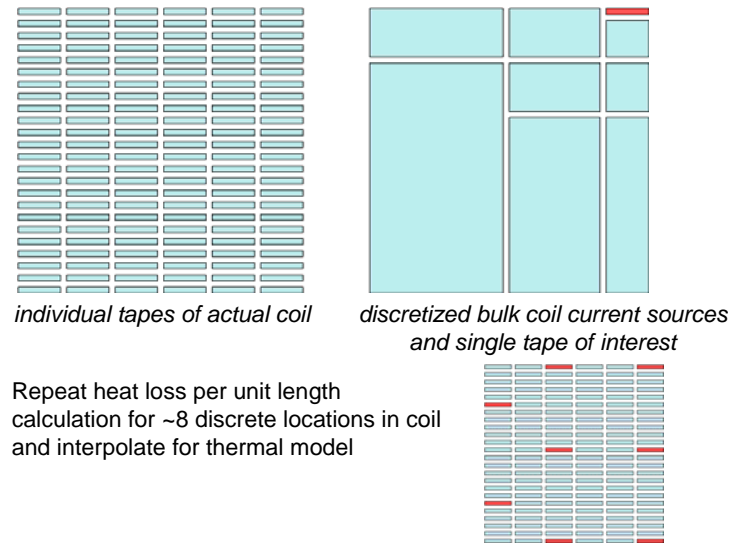 individual tapes of actual coil
discretized bulk coil current sources
and single tape of interest
Repeat heat loss per unit length
calculation for ~8 discrete locations in coil
and interpolate for thermal model